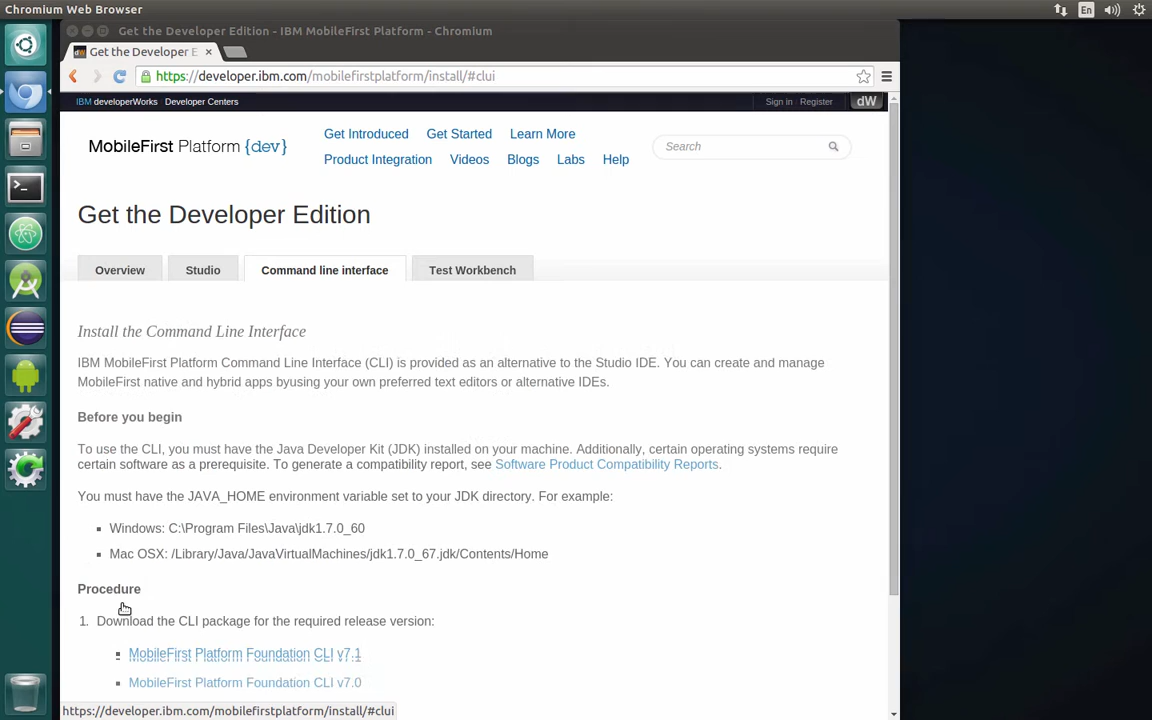 Chromium Web Browser
En
Get the Developer Edition - IBM MobileFirst Platform - Chromium
dW Get the Developer E ×
https://developer.ibm.com/mobilefirstplatform/install/#clui
IBM developerWorks Developer Centers
Sign in Register dW
MobileFirst Platform {dev}
Get Introduced Get Started Learn More
Search
Product Integration Videos Blogs Labs Help
Get the Developer Edition
Overview Studio Command line interface Test Workbench
Install the Command Line Interface
IBM MobileFirst Platform Command Line Interface (CLI) is provided as an alternative to the Studio IDE. You can create and manage
MobileFirst native and hybrid apps byusing your own preferred text editors or alternative IDEs.
Before you begin
To use the CLI, you must have the Java Developer Kit (JDK) installed on your machine. Additionally, certain operating systems require
certain software as a prerequisite. To generate a compatibility report, see Software Product Compatibility Reports.
You must have the JAVA_HOME environment variable set to your JDK directory. For example:
▪ Windows: C:\Program Files\Java\jdk1.7.0_60
▪ Mac OSX: /Library/Java/JavaVirtualMachines/jdk1.7.0_67.jdk/Contents/Home
Procedure
1. Download the CLI package for the required release version:
▪ MobileFirst Platform Foundation CLI v7.1
▪ MobileFirst Platform Foundation CLI v7.0
https://developer.ibm.com/mobilefirstplatform/install/#clui